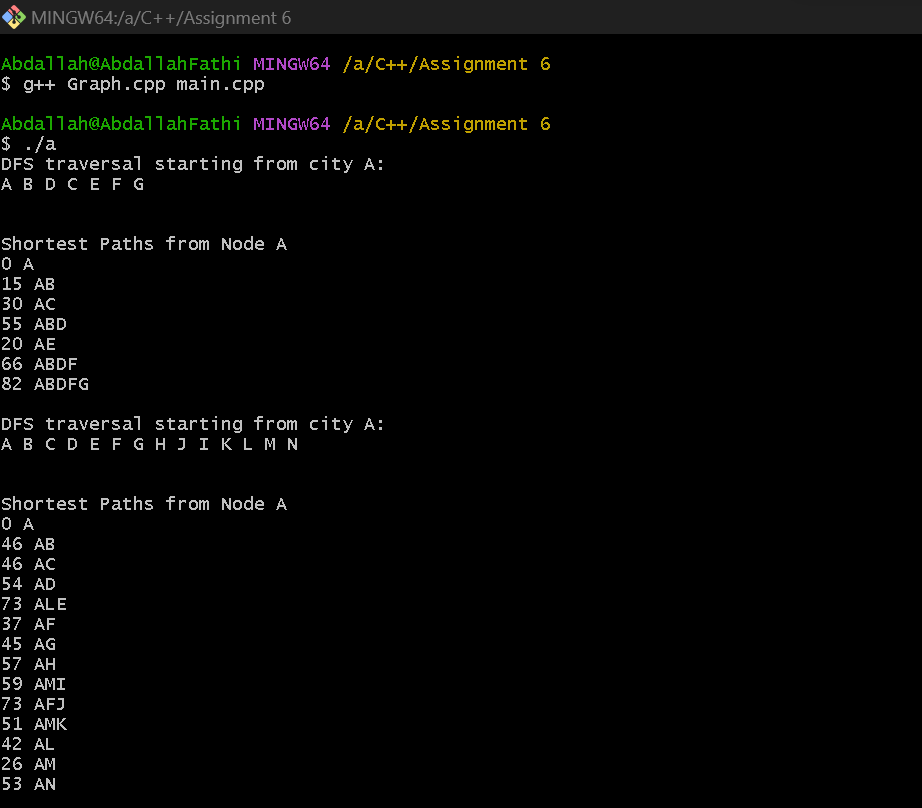 MINGW64:/a/C++/Assignment 6
Abdallah@AbdallahFathi MINGW64 /a/C++/Assignment 6
$ g++ Graph.cpp main.cpp
Abdallah@AbdallahFathi MINGW64 /a/C++/Assignment 6
$ ./a
DFS traversal starting from city A:
A B D C E F G
Shortest Paths from Node A
0 A
15 AB
30 AC
55 ABD
20 AE
66 ABDF
82 ABDFG
DFS traversal starting from city A:
A B C D E F G H J I K L M N
Shortest Paths from Node A
0 A
46 AB
46 AC
54 AD
73 ALE
37 AF
45 AG
57 AH
59 AMI
73 AFJ
51 AMK
42 AL
26 AM
53 AN